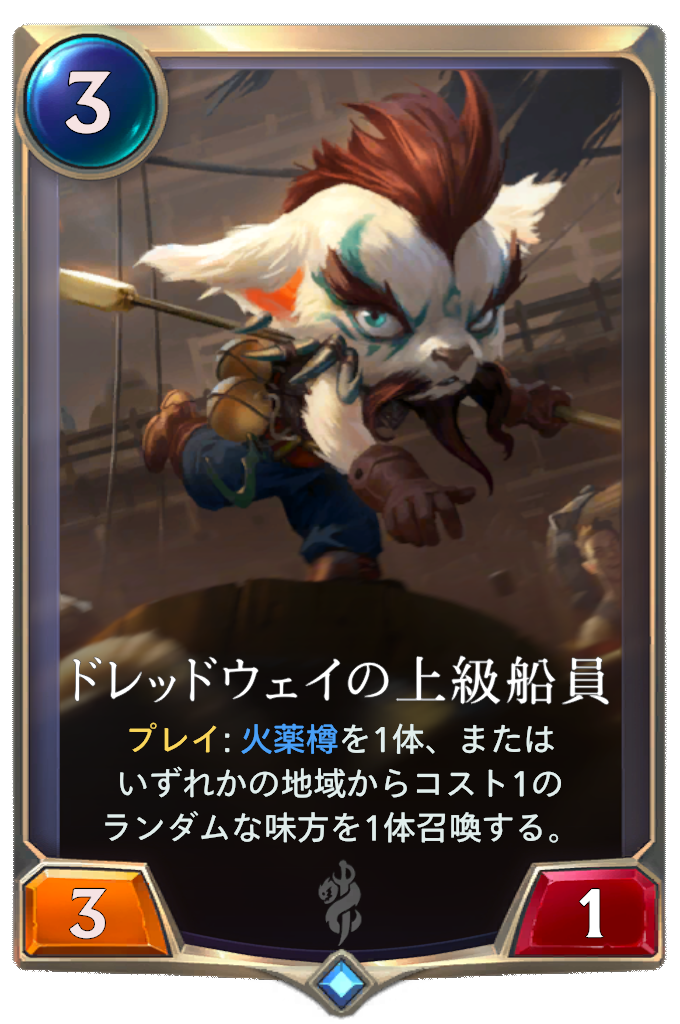 3
ドレッドウェイの上級船員
プレイ: 火薬樽を1体、または
いずれかの地域からコスト1の
ランダムな味方を1体召喚する。
3
1